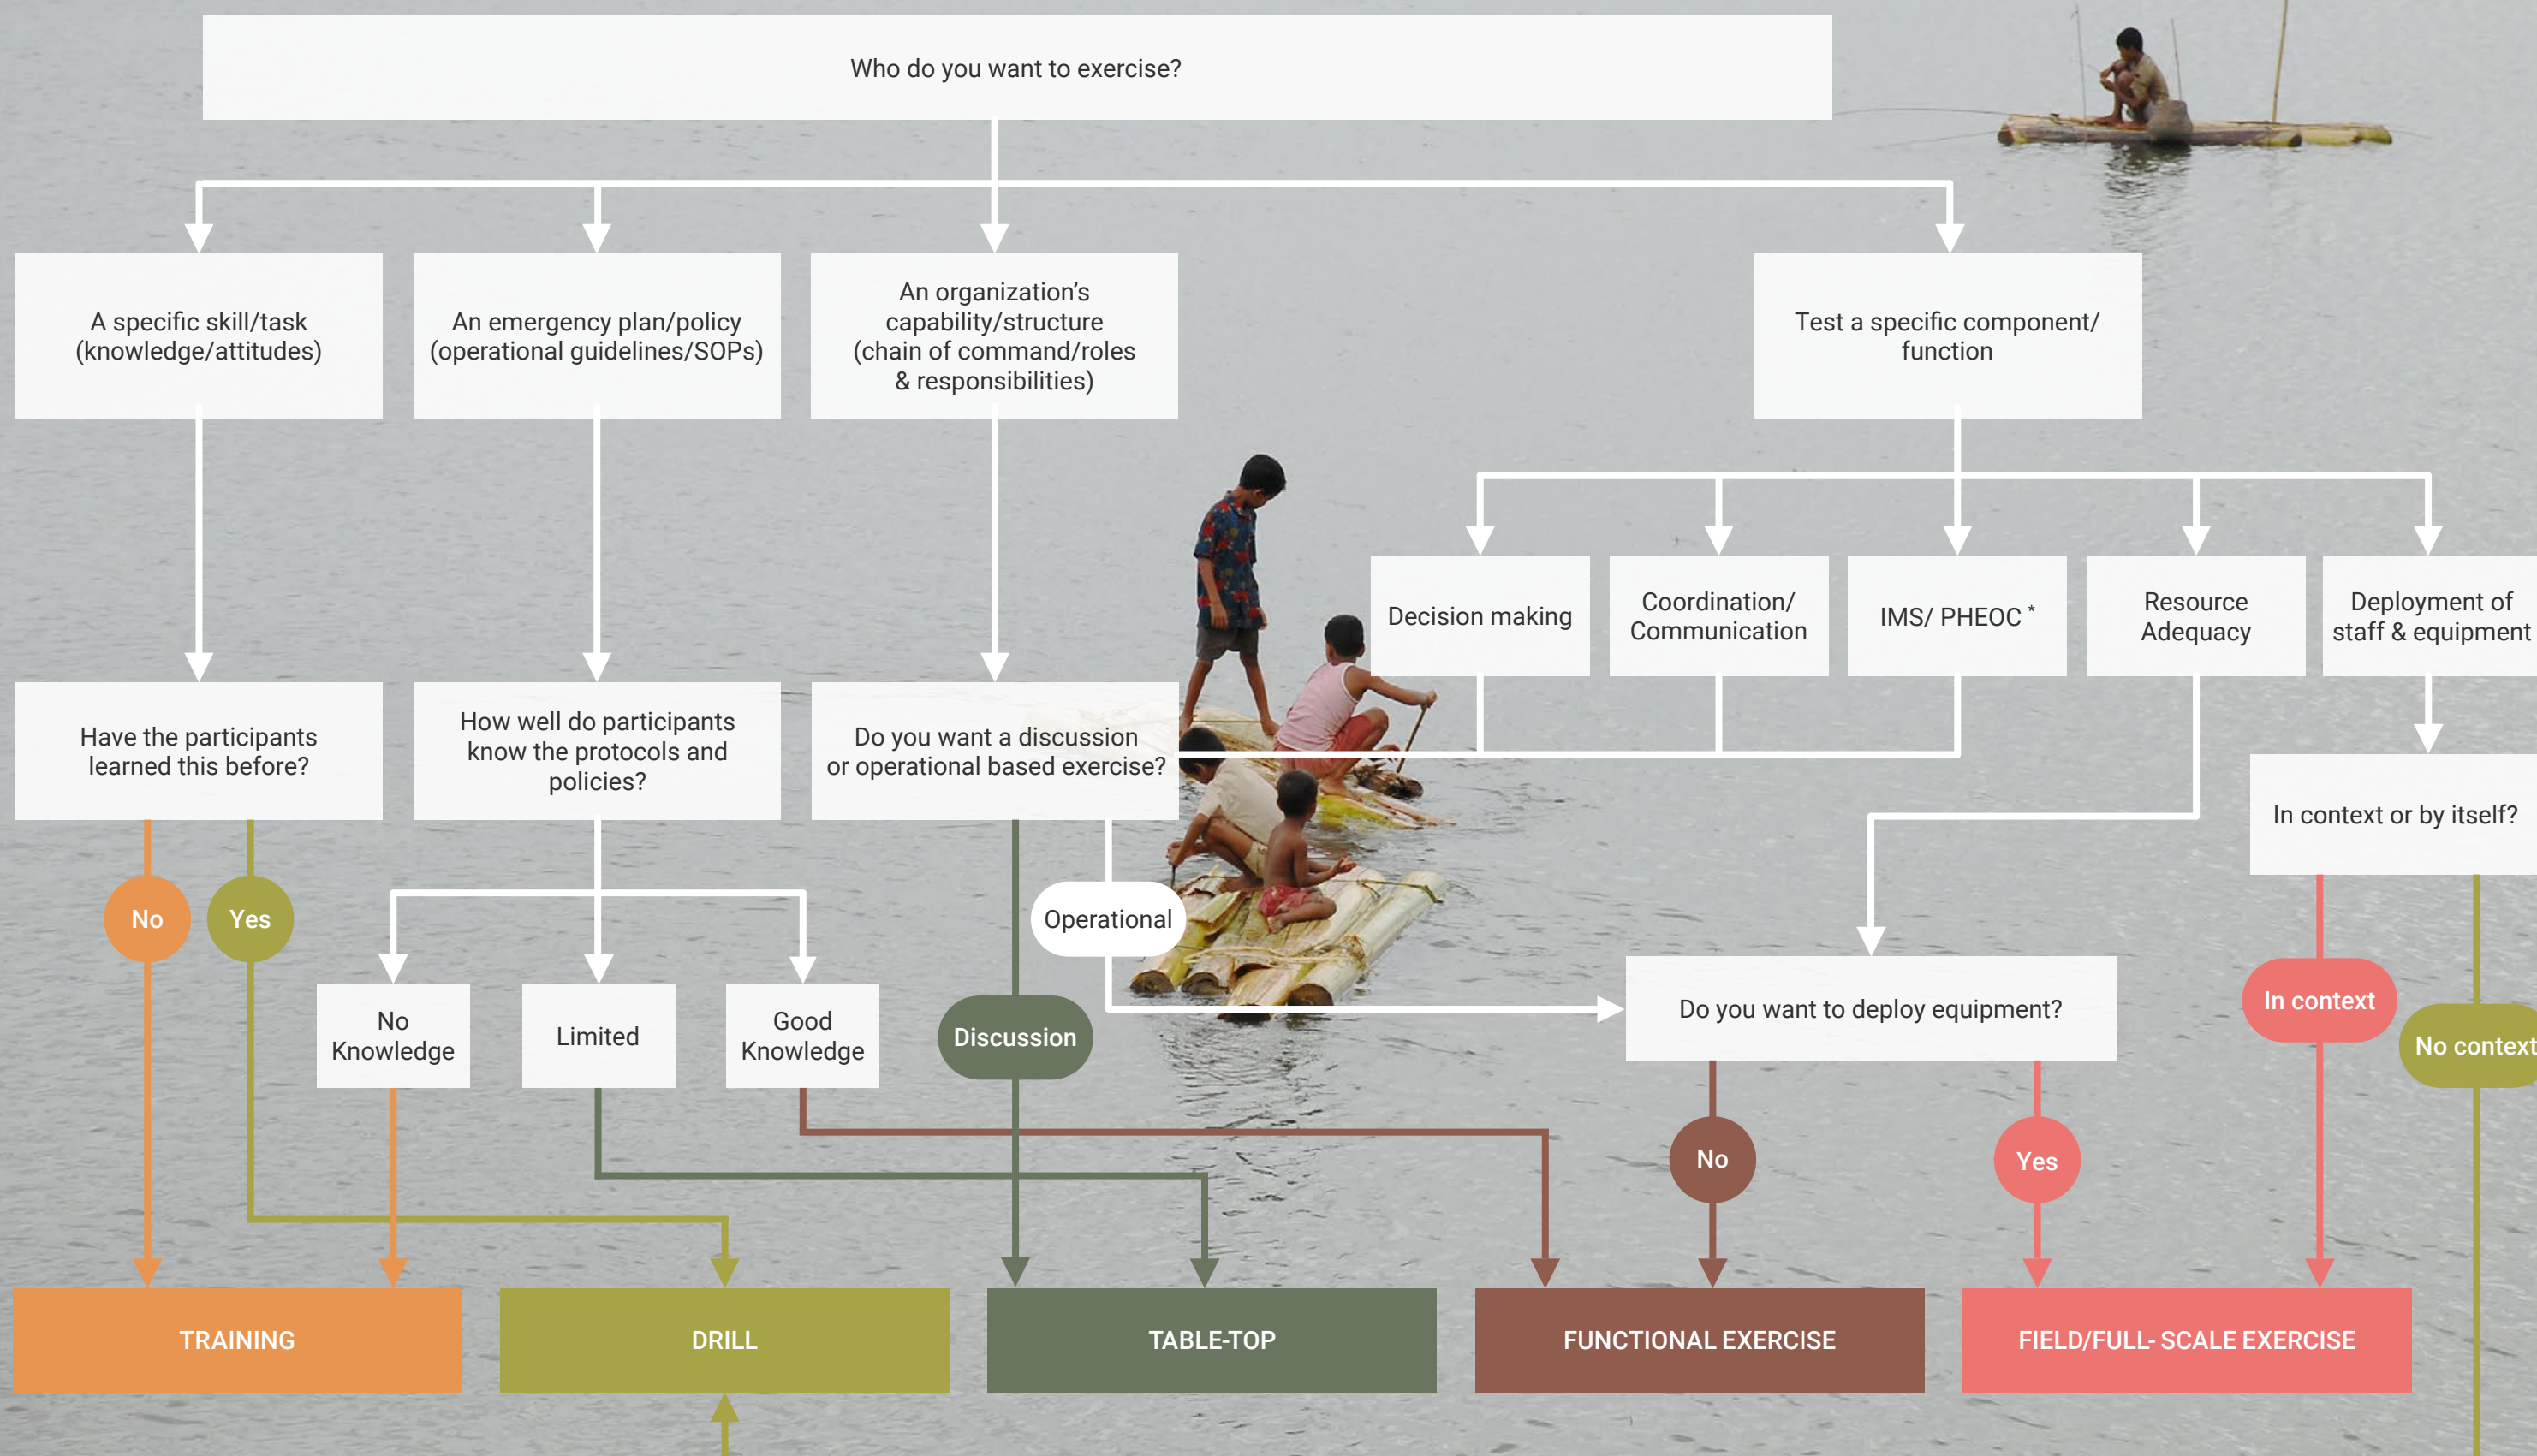 Who do you want to exercise?
A specific skill/task
(knowledge/attitudes)
An emergency plan/policy
(operational guidelines/SOPs)
An organization’s
capability/structure
(chain of command/roles
& responsibilities)
Test a specific component/
function
Decision making
Coordination/
Communication
IMS/ PHEOC *
Resource
Adequacy
Deployment of
staff & equipment
Have the participants
learned this before?
How well do participants
know the protocols and
policies?
Do you want a discussion
or operational based exercise?
In context or by itself?
No
Yes
Operational
No
Knowledge
Limited
Good
Knowledge
Discussion
Do you want to deploy equipment?
In context
No context
No
Yes
TRAINING
DRILL
TABLE-TOP
FUNCTIONAL EXERCISE
FIELD/FULL- SCALE EXERCISE